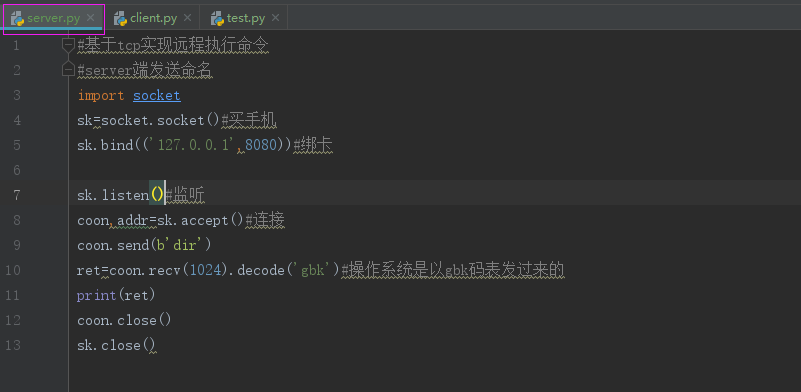 server.py client.py test.py
1 #基于tcp实现远程执行命令
2 #server端发送命名
3 import socket
4 sk=socket.socket()#买手机
5 sk.bind(('127.0.0.1',8080))#绑卡
6
7 sk.listen()#监听
8 coon,addr=sk.accept()#连接
9 coon.send(b'dir')
10 ret=coon.recv(1024).decode('gbk')#操作系统是以gbk码表发过来的
11 print(ret)
12 coon.close()
13 sk.close()